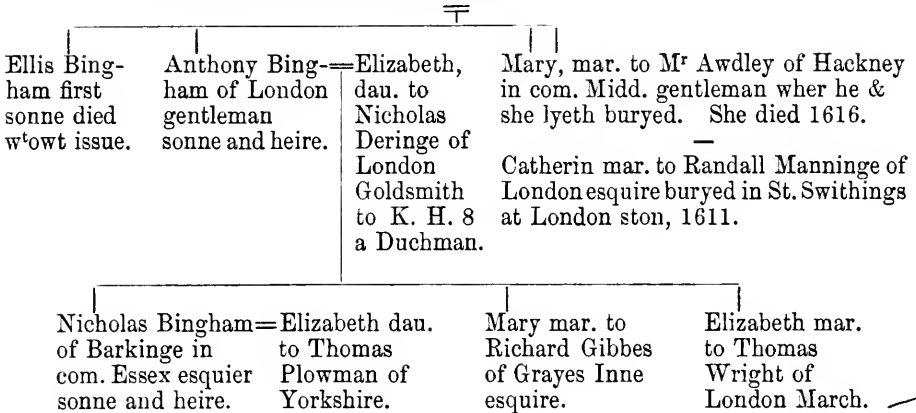 Ellis Bing-
ham first
sonne died
wᵗowt issue.
Anthony Bing-
ham of London
gentleman
sonne and heire.
Elizabeth,
dau. to
Nicholas
Deringe of
London
Goldsmith
to K. H. 8
a Duchman.
Mary, mar. to Mʳ Awdley of Hackney
in com. Midd. gentleman wher he &
she lyeth buryed. She died 1616.
Catherin mar. to Randall Manninge of
London esquire buryed in St. Swithings
at London ston, 1611.
Nicholas Bingham=
of Barkinge in
com. Essex esquier
sonne and heire.
Elizabeth dau.
to Thomas
Plowman of
Yorkshire.
Mary mar. to
Richard Gibbes
of Grayes Inne
esquire.
Elizabeth mar.
to Thomas
Wright of
London March.